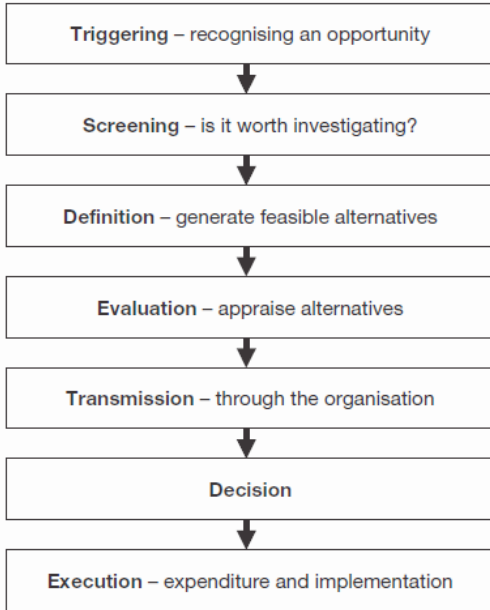 Triggering – recognising an opportunity
Screening – is it worth investigating?
Definition – generate feasible alternatives
Evaluation – appraise alternatives
Transmission – through the organisation
Decision
Execution – expenditure and implementation